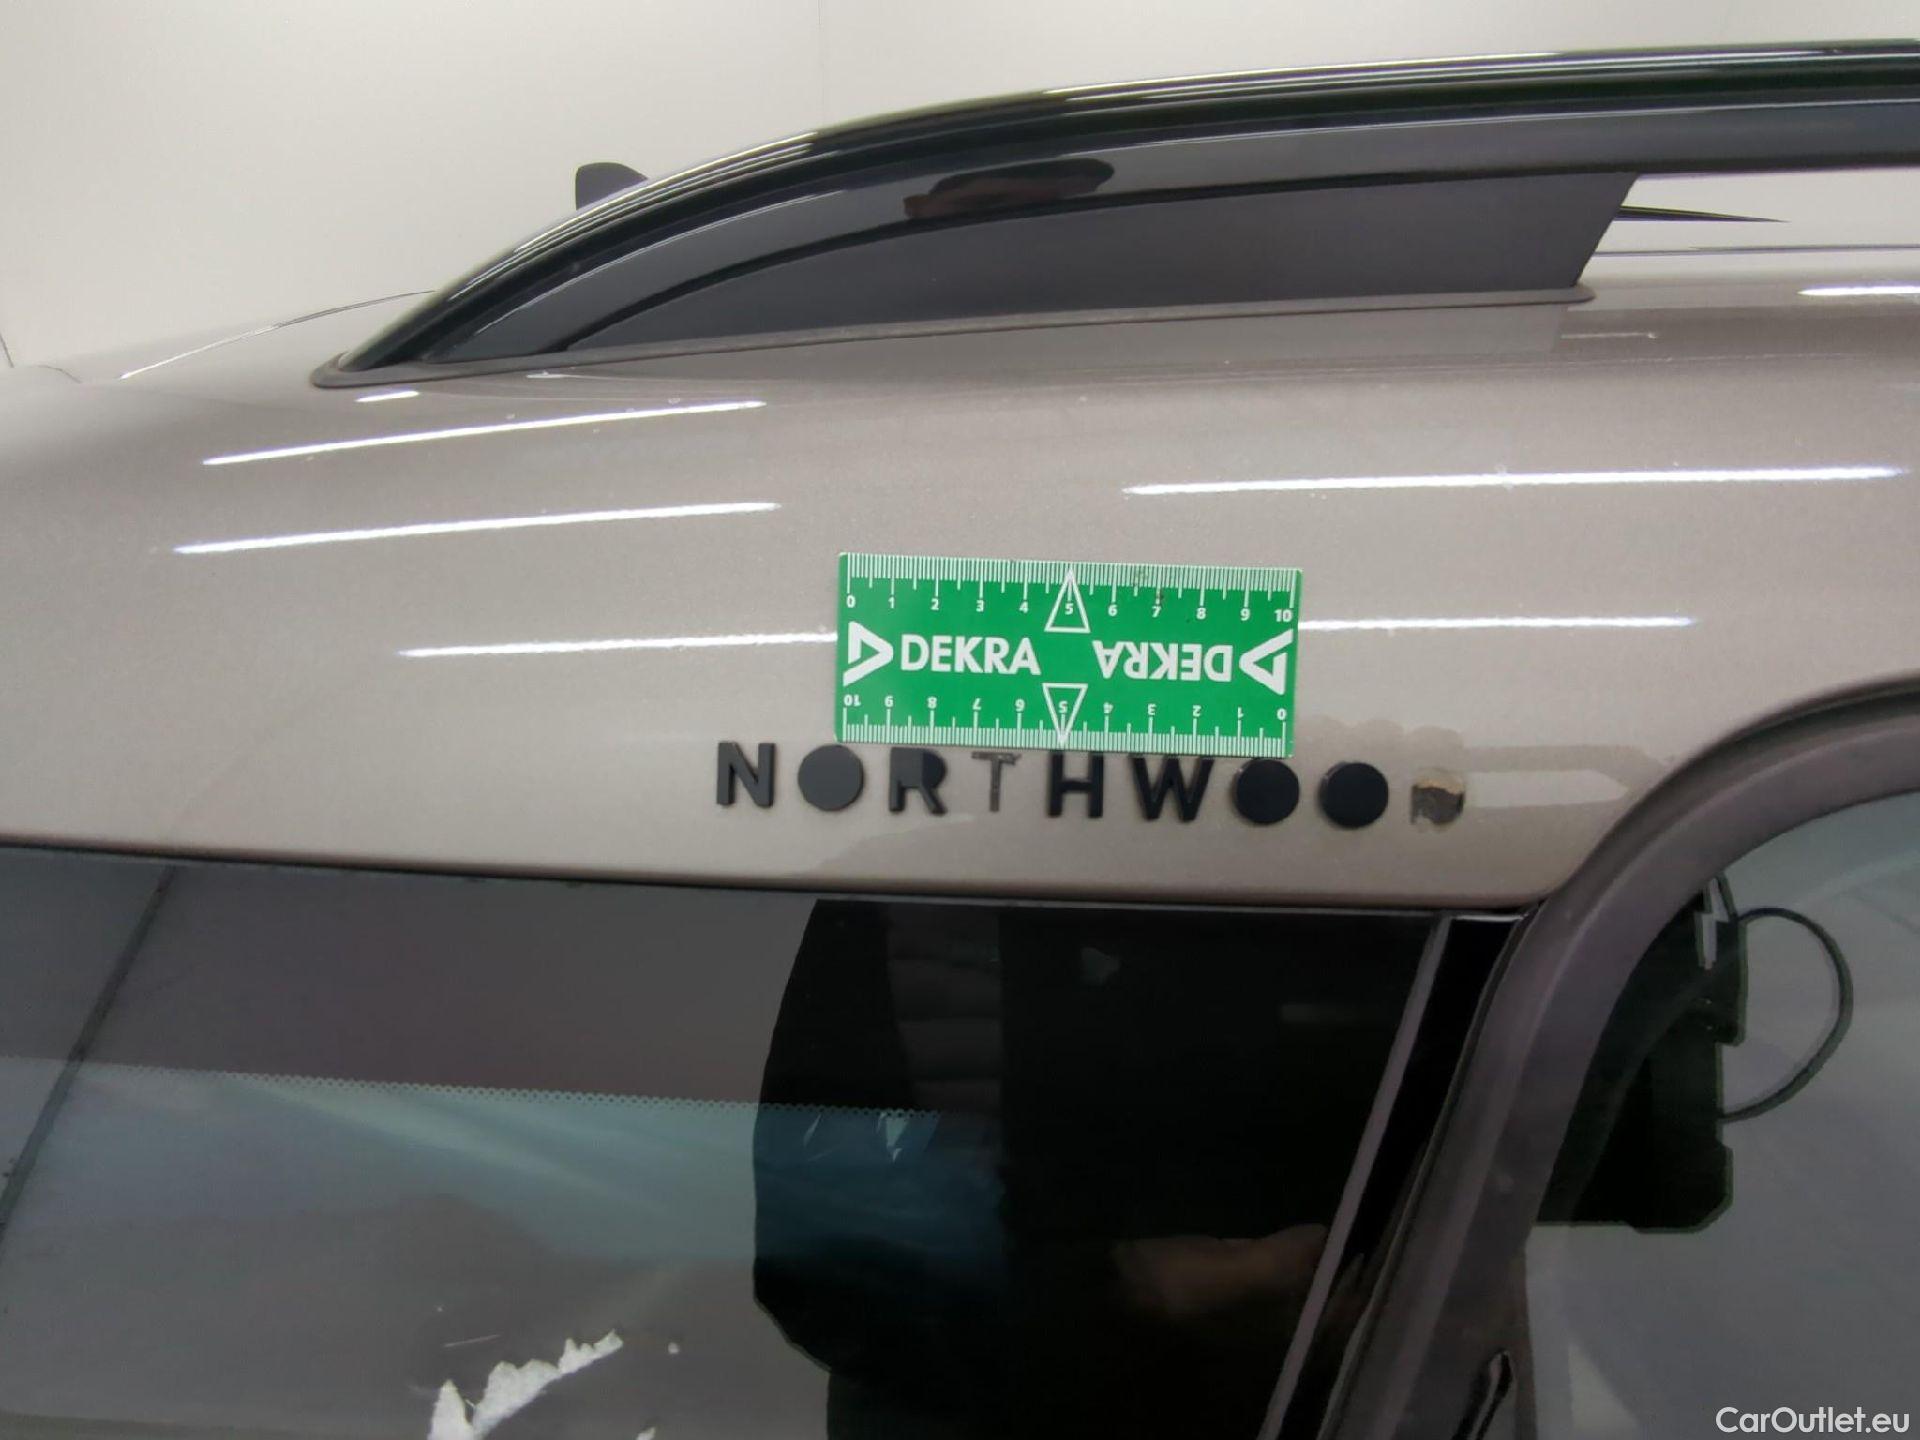 0 1 2 3 4 5 6 7 8 9 10
DEKRA DEKRA
10 9 8 7 6 5 4 3 2 1 0
NORTHWOO
CarOutlet.eu